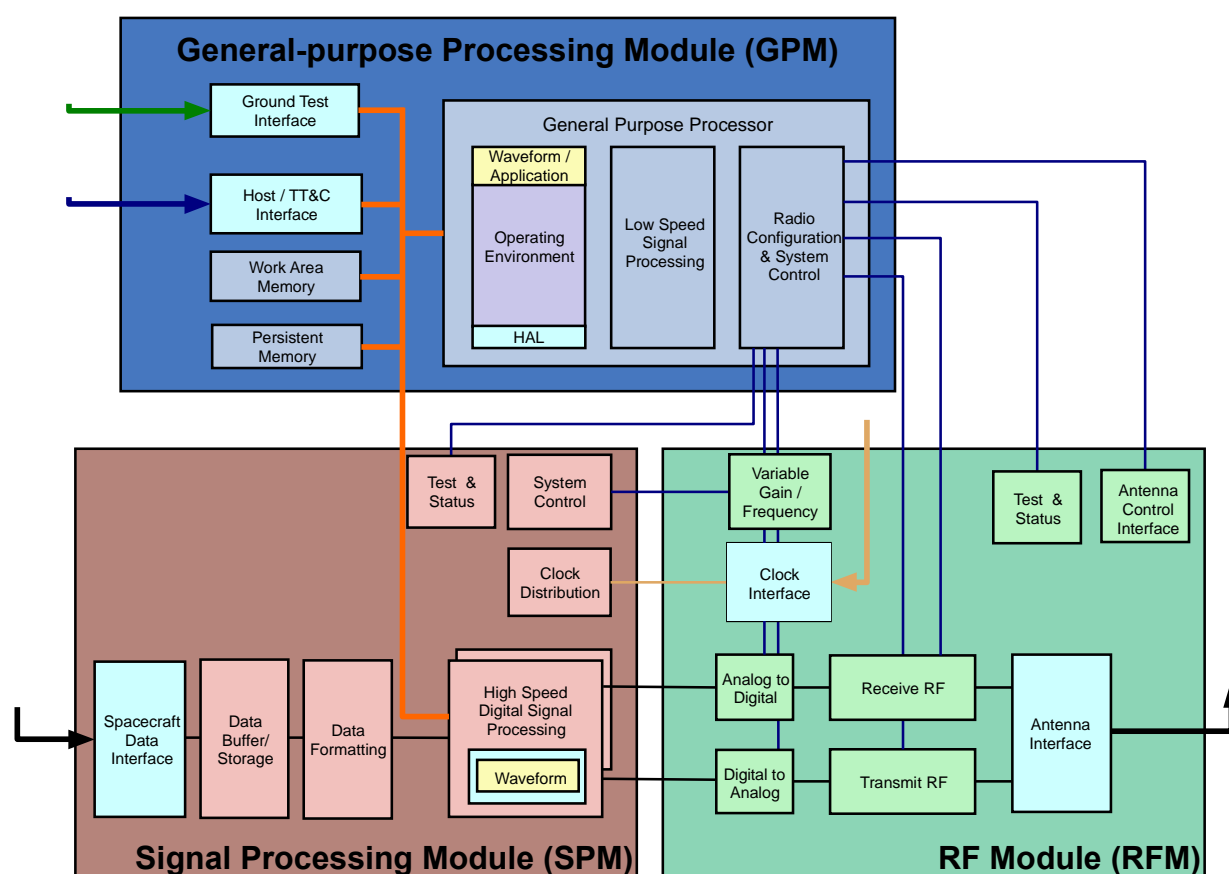 General-purpose Processing Module (GPM)
Ground Test
Interface
Host / TT&C
Interface
Work Area
Memory
Persistent
Memory
General Purpose Processor
Waveform /
Application
Operating
Environment
HAL
Low Speed
Signal
Processing
Radio
Configuration
& System
Control
Test &
Status
System
Control
Clock
Distribution
Spacecraft
Data
Interface
Data
Buffer/
Storage
Data
Formatting
High Speed
Digital Signal
Processing
Waveform
Signal Processing Module (SPM)
Variable
Gain /
Frequency
Clock
Interface
Test &
Status
Antenna
Control
Interface
Analog to
Digital
Receive RF
Digital to
Analog
Transmit RF
Antenna
Interface
RF Module (RFM)